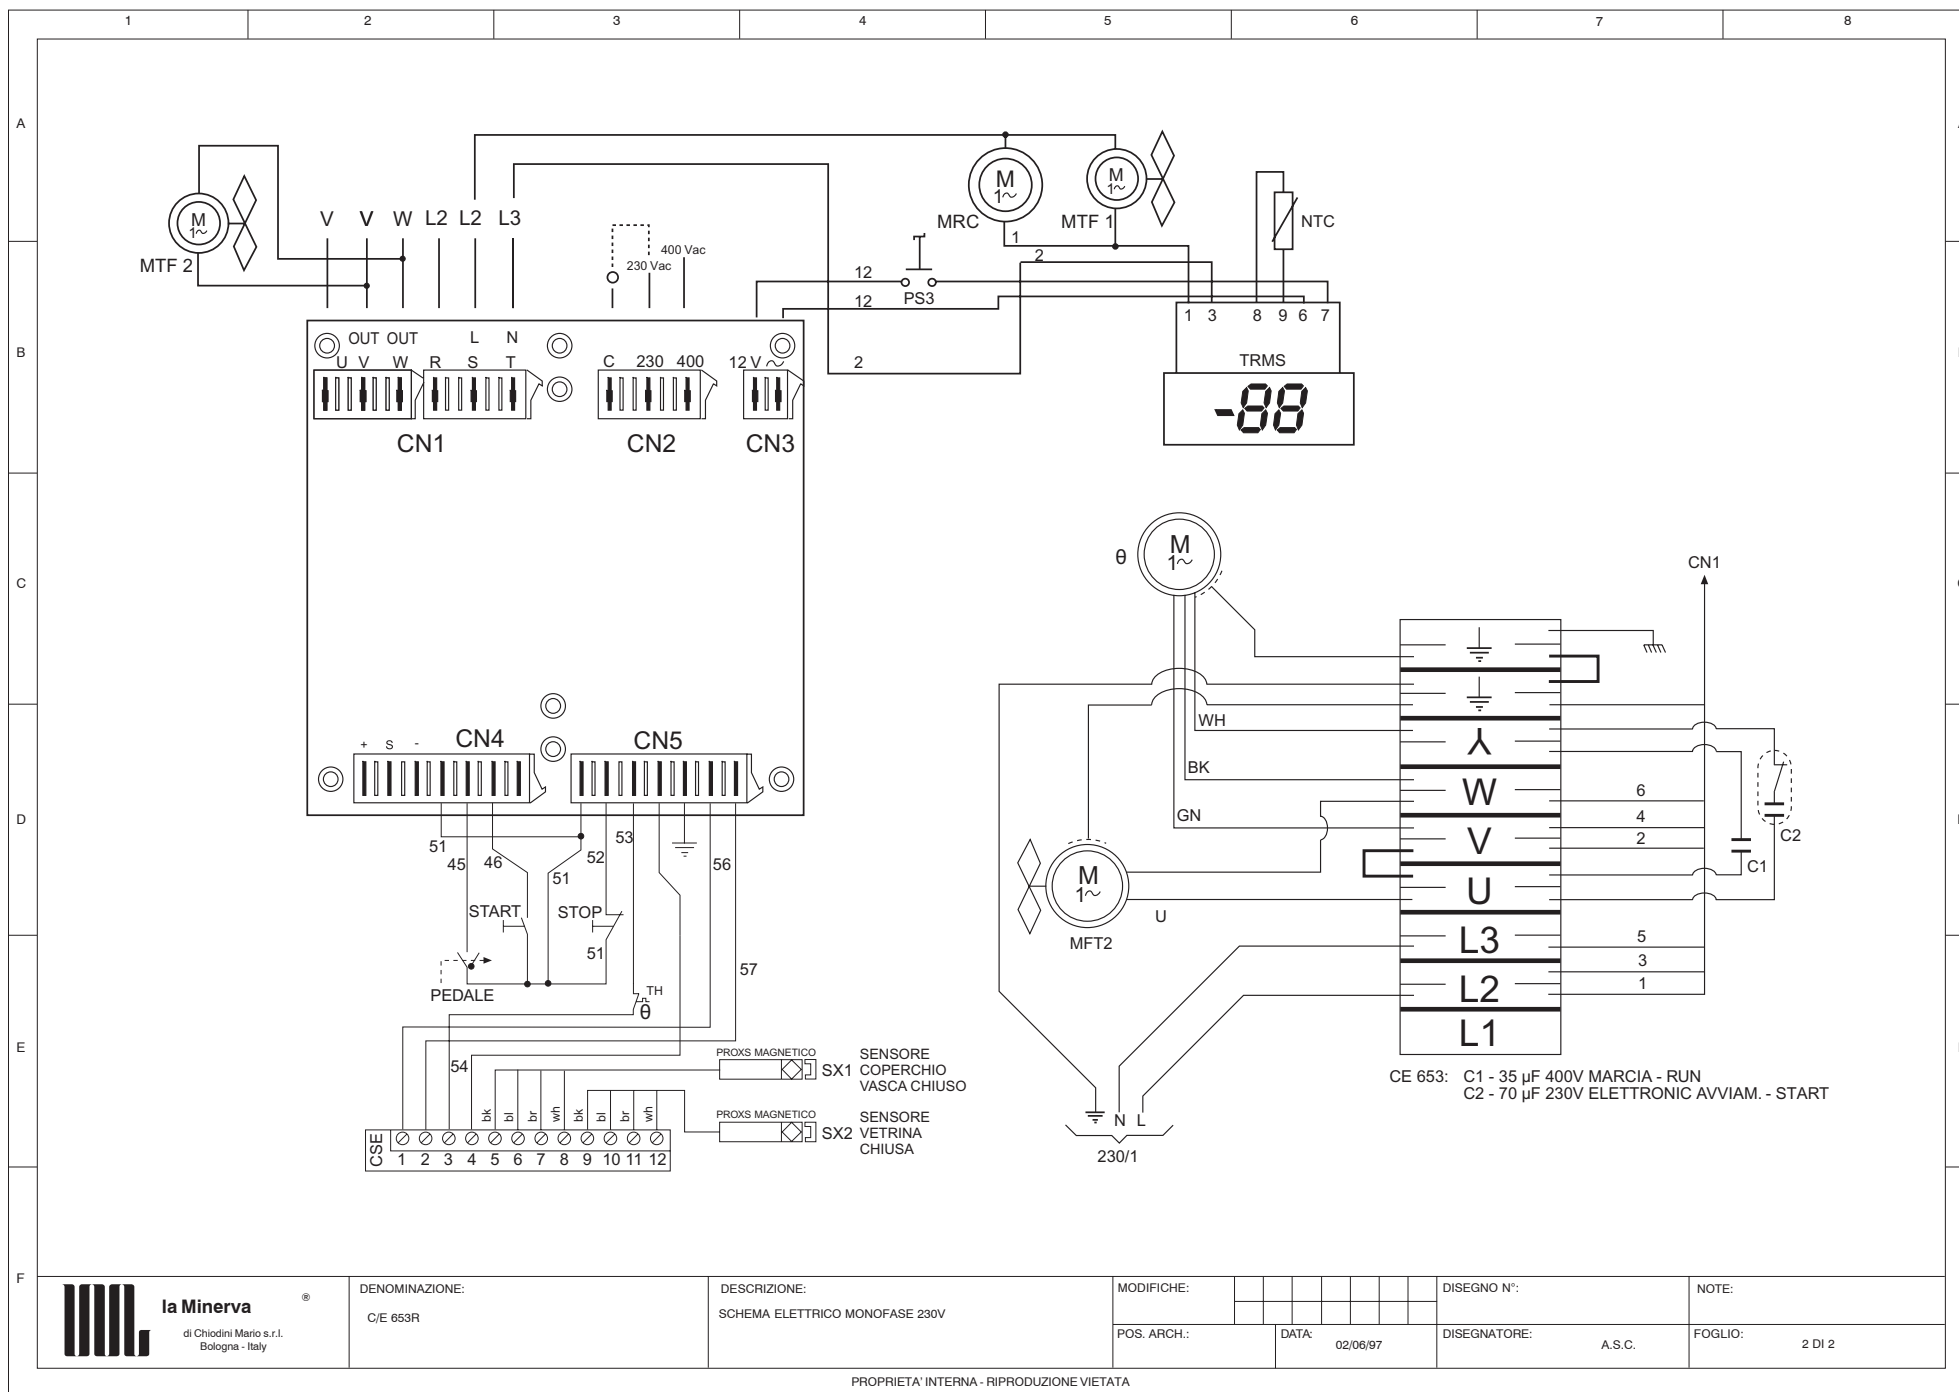 1 2 3 4 5 6 7 8
A
B
C
D
E
F
MTF 2
M
1~
V V W L2 L2 L3
230 Vac
400 Vac
M
1~
MRC
M
1~
MTF 1
1
2
NTC
12
PS3
12
2
1 3 8 9 6 7
TRMS
-88
OUT OUT L N
U V W R S T
C 230 400
12 V ~
CN1
CN2
CN3
+ S -
CN4
CN5
51
45
46
51
52
53
56
START
STOP
51
PEDALE
57
TH
θ
54
bk bl br wh bk bl br wh
CSE
1 2 3 4 5 6 7 8 9 10 11 12
PROXS MAGNETICO
SX1
SENSORE
COPERCHIO
VASCA CHIUSO
PROXS MAGNETICO
SX2
SENSORE
VETRINA
CHIUSA
θ
M
1~
CN1
WH
BK
GN
W
V
U
L3
L2
L1
6
4
2
5
3
1
C1
C2
M
1~
MFT2
U
N L
230/1
CE 653: C1 - 35 µF 400V MARCIA - RUN
C2 - 70 µF 230V ELETTRONIC AVVIAM. - START
la Minerva ®
di Chiodini Mario s.r.l.
Bologna - Italy
DENOMINAZIONE:
C/E 653R
DESCRIZIONE:
SCHEMA ELETTRICO MONOFASE 230V
MODIFICHE:
POS. ARCH.:
DATA:
02/06/97
DISEGNO N°:
DISEGNATORE:
A.S.C.
NOTE:
FOGLIO:
2 DI 2
PROPRIETA' INTERNA - RIPRODUZIONE VIETATA